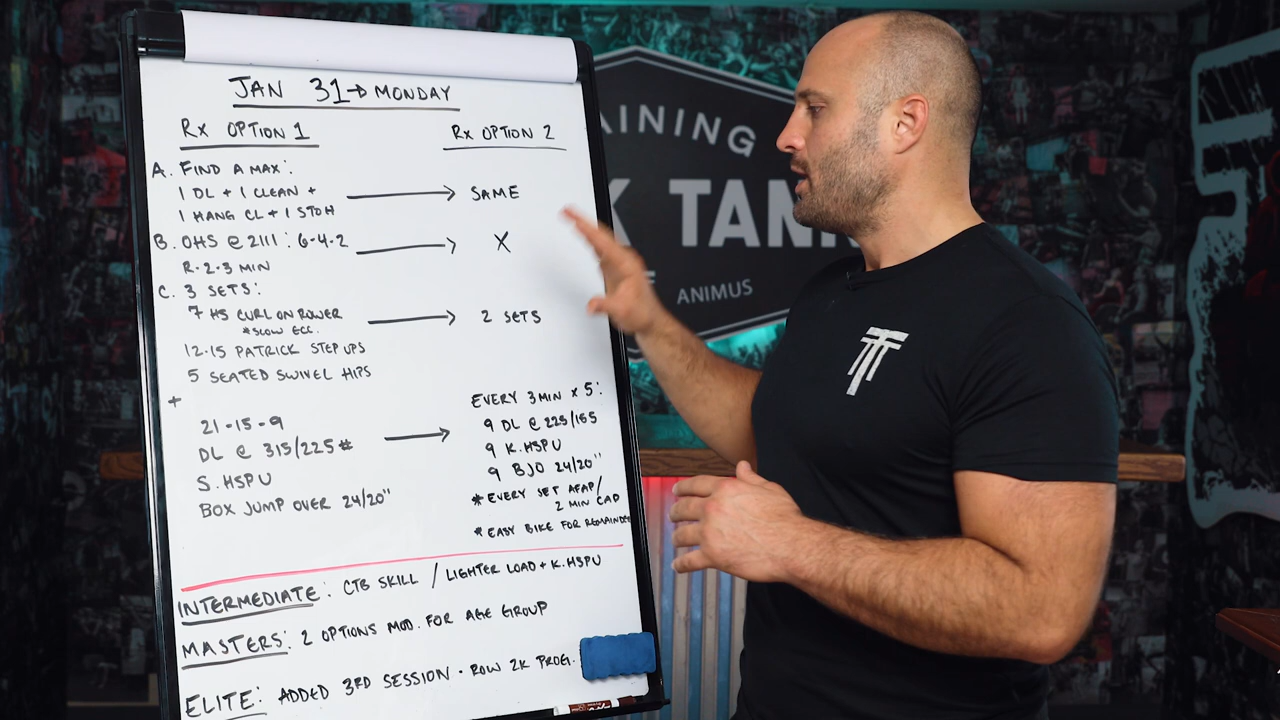 JAN 31→ MONDAY
RX OPTION 1
RX OPTION 2
A. FIND A MAX:
1 DL + 1 CLEAN +
1 HANG CL + 1 STOH
SAME
B. OHS @ 2111: 6-4-2
X
R.2-3 MIN
C. 3 SETS:
7 HS CURL ON ROWER
*SLOW ECC.
2 SETS
12-15 PATRICK STEP UPS
5 SEATED SWIVEL HIPS
+
21-15-9
DL @ 315/225#
S. HSPU
BOX JUMP OVER 24/20"
EVERY 3 MIN X 5:
9 DL @ 225/155
9 K. HSPU
9 BJO 24/20"
* EVERY SET AFAP/
2 MIN CAP
* EASY BIKE FOR REMAINDER
INTERMEDIATE: CTB SKILL / LIGHTER LOAD + K.HSPU
MASTERS: 2 OPTIONS MOD. FOR AGE GROUP
ELITE: ADDED 3RD SESSION - ROW 2K PROG.
AINING
K TANK
ANIMUS